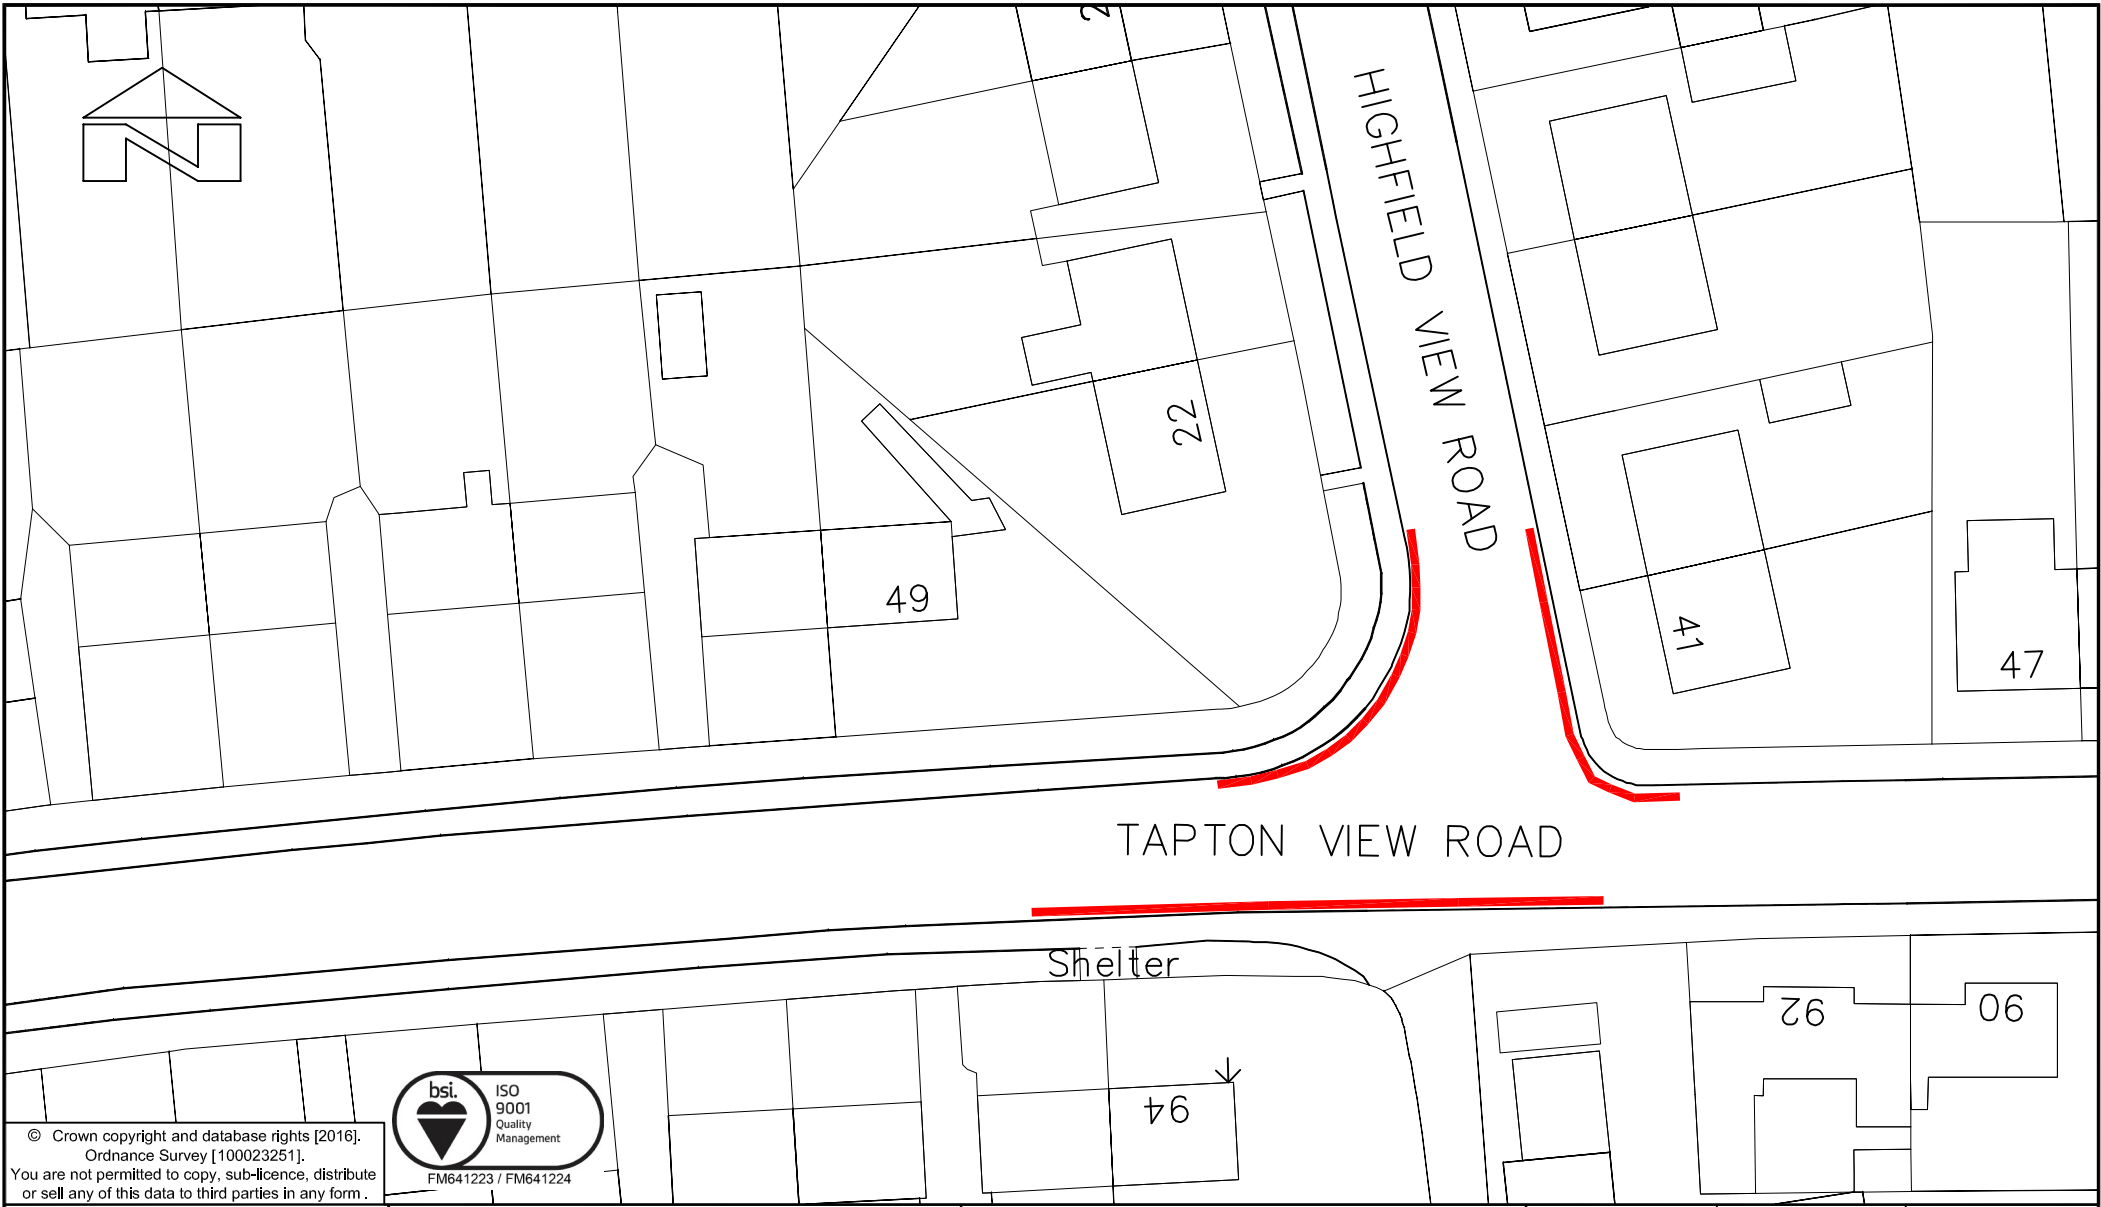 N
2
HIGHFIELD VIEW ROAD
22
49
41
47
TAPTON VIEW ROAD
Shelter
92
90
94
bsi.
ISO
9001
Quality
Management
FM641223 / FM641224
© Crown copyright and database rights [2016].
Ordnance Survey [100023251].
You are not permitted to copy, sub-licence, distribute
or sell any of this data to third parties in any form .